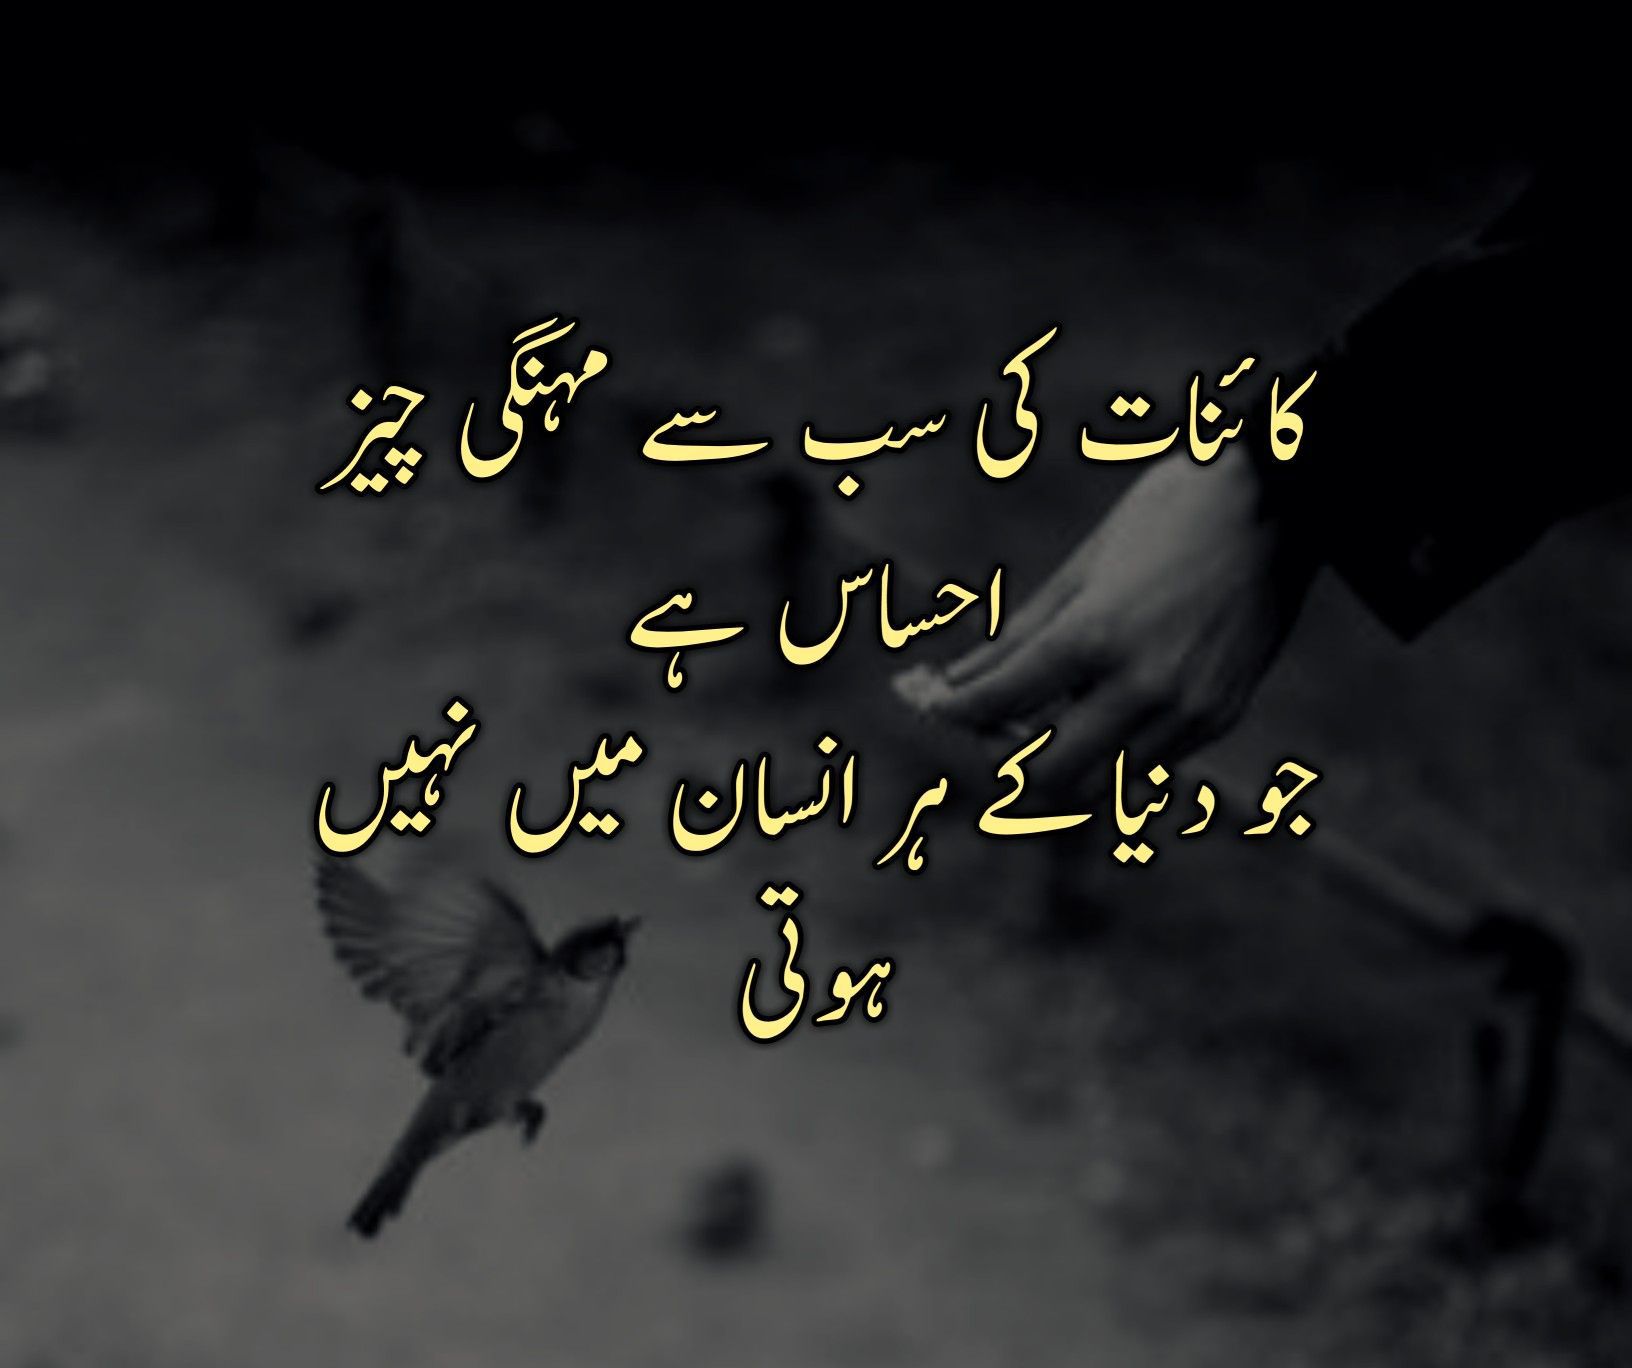 کائنات کی سب سے مہنگی چیز
احساس ہے
جو دنیا کے ہر انسان میں نہیں
ہوتی